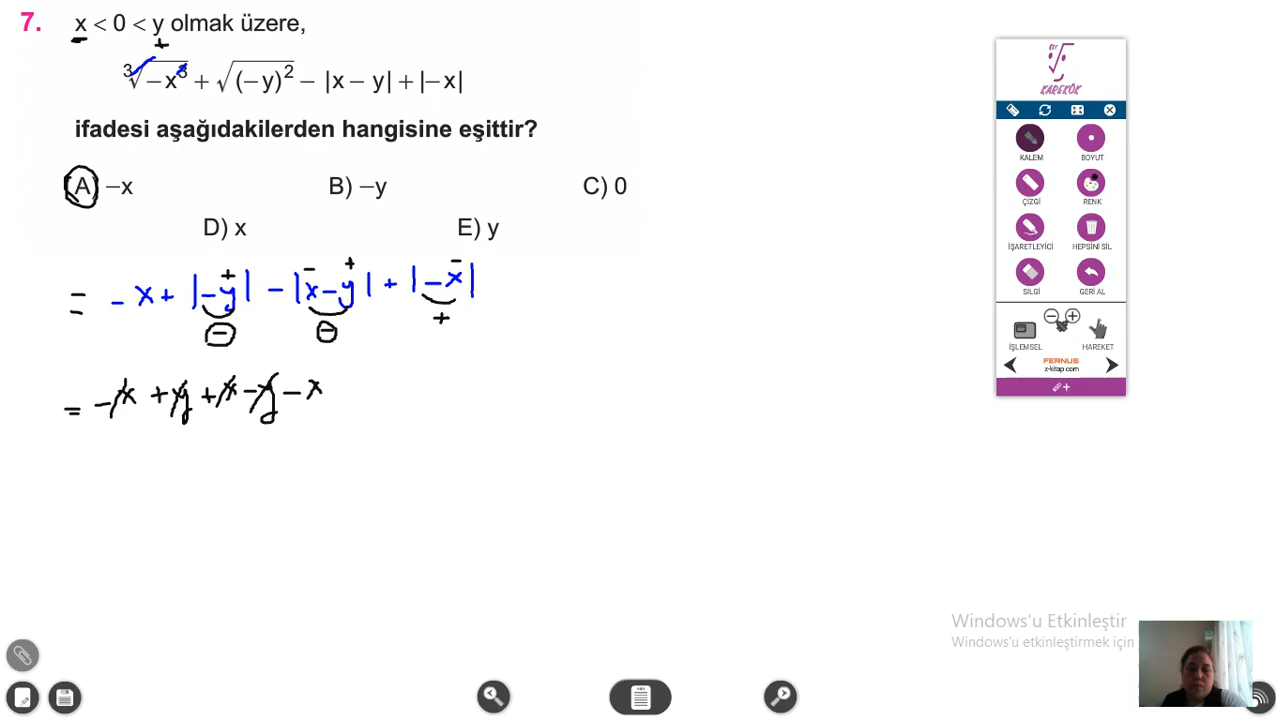 7. x < 0 < y olmak üzere,
+
³√−x³ + √(−y)² − |x − y| + |−x|
ifadesi aşağıdakilerden hangisine eşittir?
A) −x B) −y C) 0
D) x E) y
+ − + −
= −x + |−y| − |x−y| + |−x|
− − +
= −x + y + x − y − x
KAREKÖK
KALEM BOYUT
ÇİZGİ RENK
İŞARETLEYİCİ HEPSİNİ SİL
SİLGİ GERİ AL
İŞLEMSEL HAREKET
FERNUS
z-kitap.com
Windows'u Etkinleştir
Windows'u etkinleştirmek için